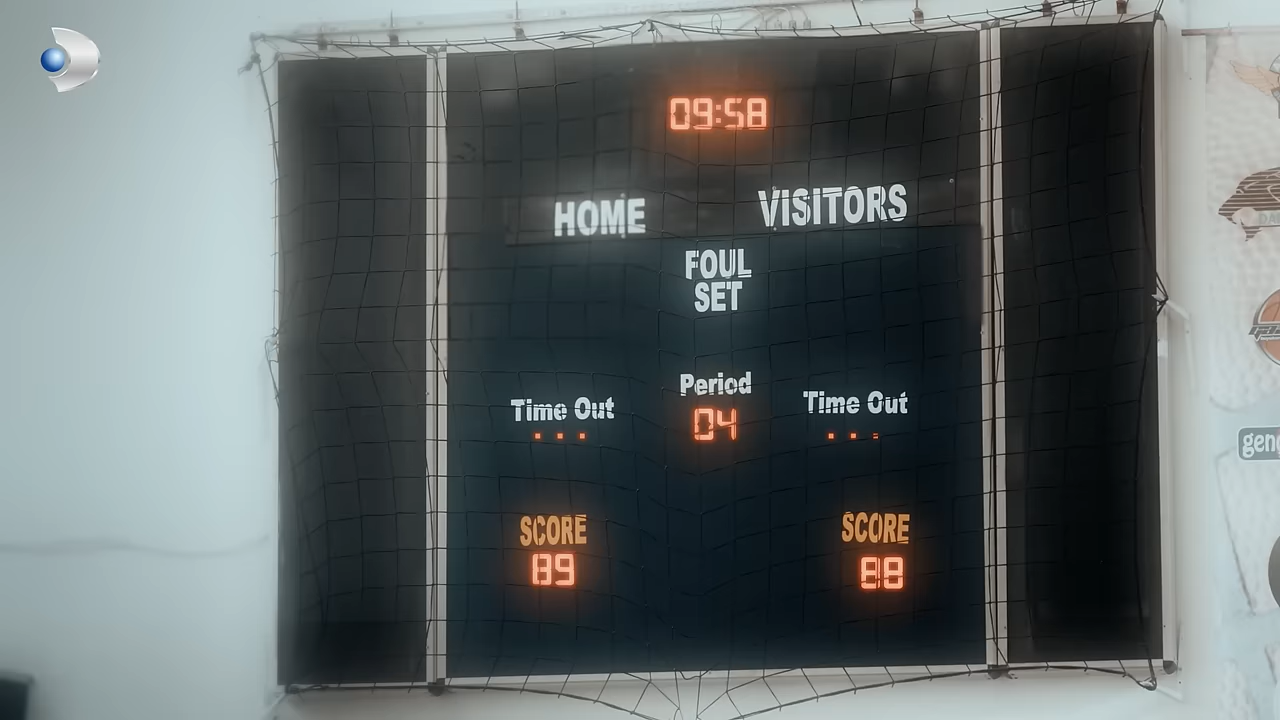 09:58
HOME VISITORS
FOUL
SET
Period
Time Out Time Out
04
SCORE SCORE
89 88